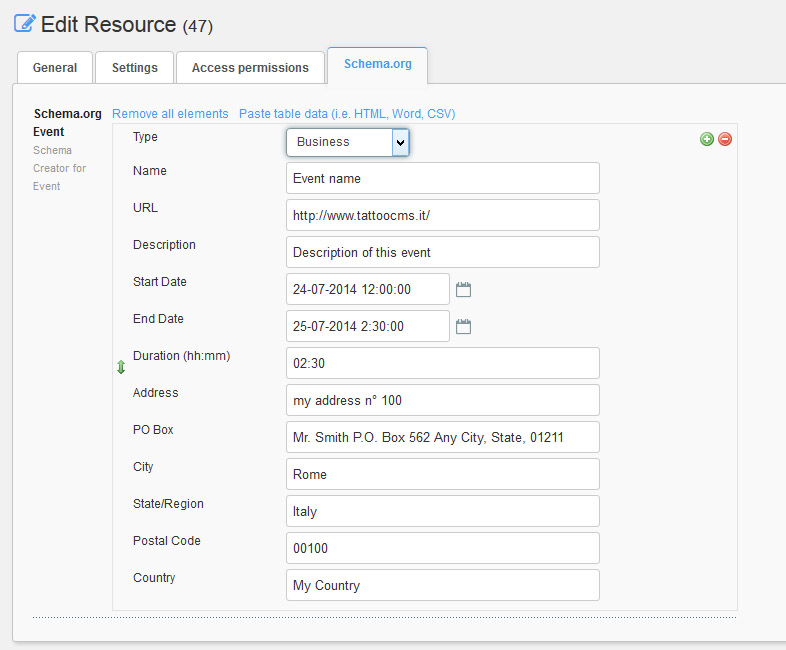 Edit Resource (47)
General Settings Access permissions Schema.org
Schema.org Event
Schema Creator for Event
Remove all elements Paste table data (i.e. HTML, Word, CSV)
Type Business
Name Event name
URL http://www.tattoocms.it/
Description Description of this event
Start Date 24-07-2014 12:00:00
End Date 25-07-2014 2:30:00
Duration (hh:mm) 02:30
Address my address n° 100
PO Box Mr. Smith P.O. Box 562 Any City, State, 01211
City Rome
State/Region Italy
Postal Code 00100
Country My Country